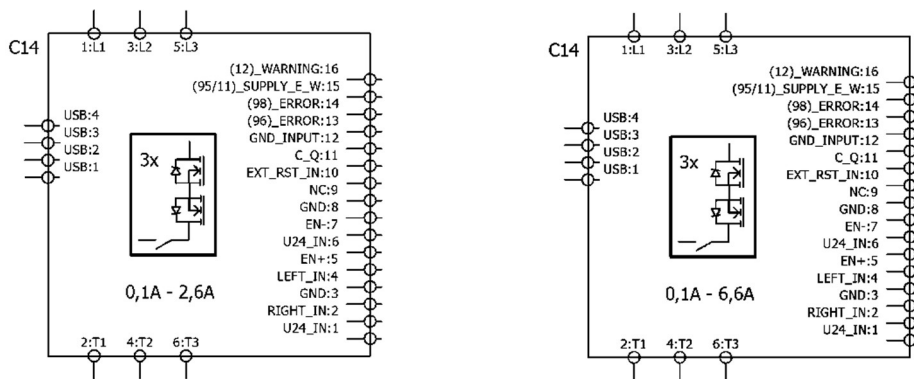 1:L1 3:L2 5:L3
C14
(12)_WARNING:16
(95/11)_SUPPLY_E_W:15
(98)_ERROR:14
(96)_ERROR:13
GND_INPUT:12
C_Q:11
EXT_RST_IN:10
NC:9
GND:8
EN-:7
U24_IN:6
EN+:5
LEFT_IN:4
GND:3
RIGHT_IN:2
U24_IN:1
USB:4
USB:3
USB:2
USB:1
3x
0,1A - 2,6A
2:T1 4:T2 6:T3
1:L1 3:L2 5:L3
C14
(12)_WARNING:16
(95/11)_SUPPLY_E_W:15
(98)_ERROR:14
(96)_ERROR:13
GND_INPUT:12
C_Q:11
EXT_RST_IN:10
NC:9
GND:8
EN-:7
U24_IN:6
EN+:5
LEFT_IN:4
GND:3
RIGHT_IN:2
U24_IN:1
USB:4
USB:3
USB:2
USB:1
3x
0,1A - 6,6A
2:T1 4:T2 6:T3